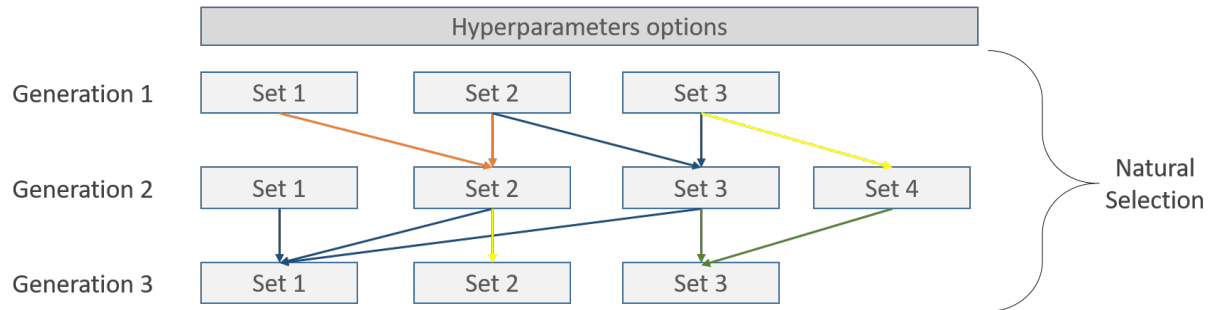 Hyperparameters options
Generation 1
Set 1
Set 2
Set 3
Generation 2
Set 1
Set 2
Set 3
Set 4
Natural
Selection
Generation 3
Set 1
Set 2
Set 3